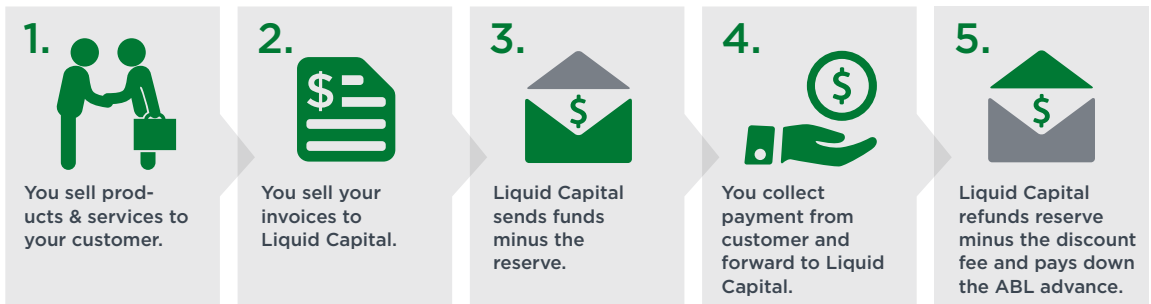 1.
You sell prod-
ucts & services to
your customer.
2.
$
You sell your
invoices to
Liquid Capital.
3.
$
Liquid Capital
sends funds
minus the
reserve.
4.
$
You collect
payment from
customer and
forward to Liquid
Capital.
5.
$
Liquid Capital
refunds reserve
minus the discount
fee and pays down
the ABL advance.